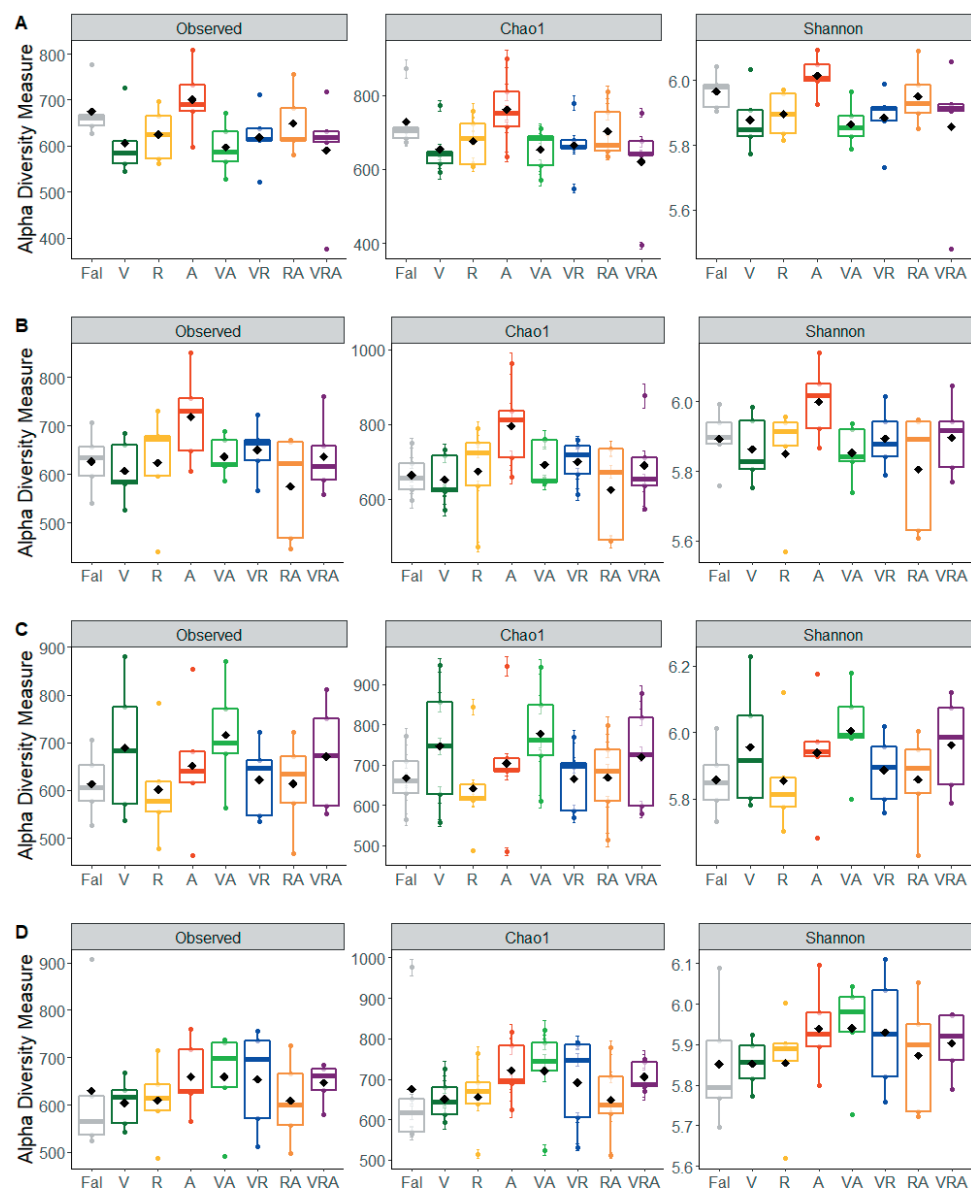 A
Observed
Chao1
Shannon
Alpha Diversity Measure
800
700
600
500
400
800
600
400
6.0
5.8
5.6
Fal V R A VA VR RA VRA
Fal V R A VA VR RA VRA
Fal V R A VA VR RA VRA
B
Observed
Chao1
Shannon
Alpha Diversity Measure
800
700
600
500
1000
800
600
6.0
5.8
5.6
Fal V R A VA VR RA VRA
Fal V R A VA VR RA VRA
Fal V R A VA VR RA VRA
C
Observed
Chao1
Shannon
Alpha Diversity Measure
900
800
700
600
500
900
800
700
600
500
6.2
6.0
5.8
Fal V R A VA VR RA VRA
Fal V R A VA VR RA VRA
Fal V R A VA VR RA VRA
D
Observed
Chao1
Shannon
Alpha Diversity Measure
900
800
700
600
500
1000
900
800
700
600
500
6.1
6.0
5.9
5.8
5.7
5.6
Fal V R A VA VR RA VRA
Fal V R A VA VR RA VRA
Fal V R A VA VR RA VRA